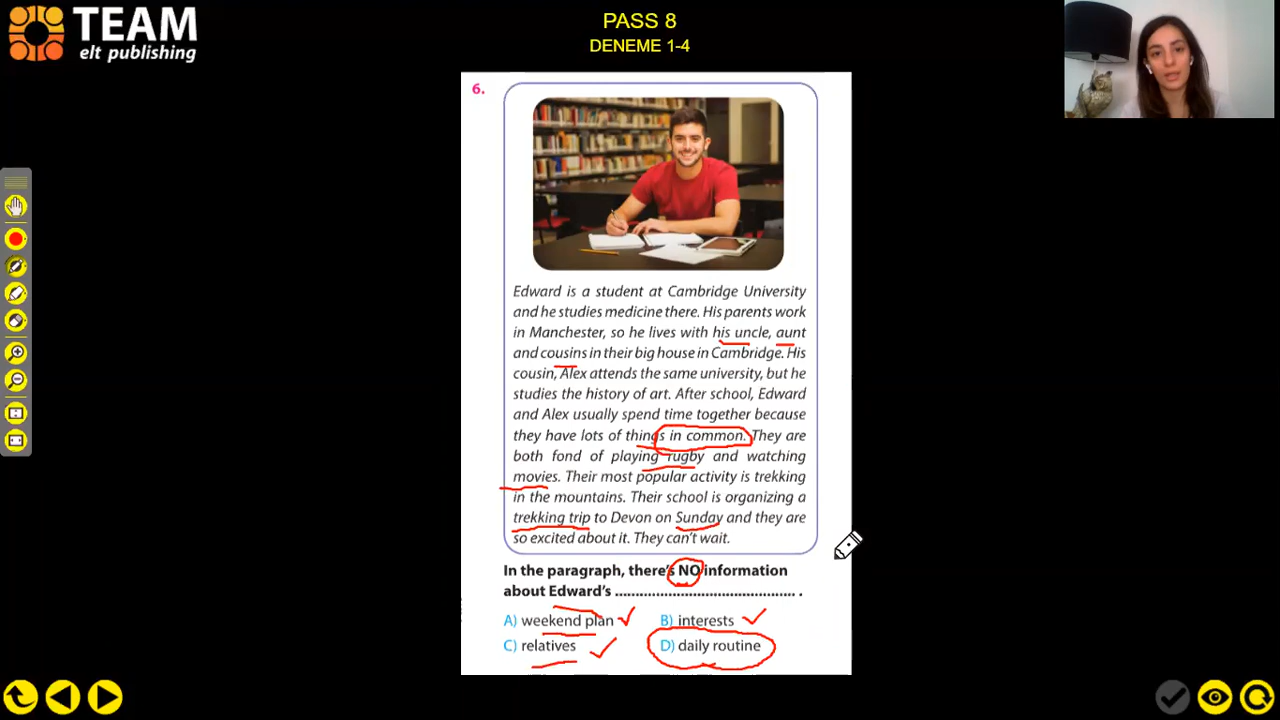 TEAM
elt publishing
PASS 8
DENEME 1-4
6.
Edward is a student at Cambridge University
and he studies medicine there. His parents work
in Manchester, so he lives with his uncle, aunt
and cousins in their big house in Cambridge. His
cousin, Alex attends the same university, but he
studies the history of art. After school, Edward
and Alex usually spend time together because
they have lots of things in common. They are
both fond of playing rugby and watching
movies. Their most popular activity is trekking
in the mountains. Their school is organizing a
trekking trip to Devon on Sunday and they are
so excited about it. They can't wait.
In the paragraph, there's NO information
about Edward's ............................................ .
A) weekend plan
B) interests
C) relatives
D) daily routine